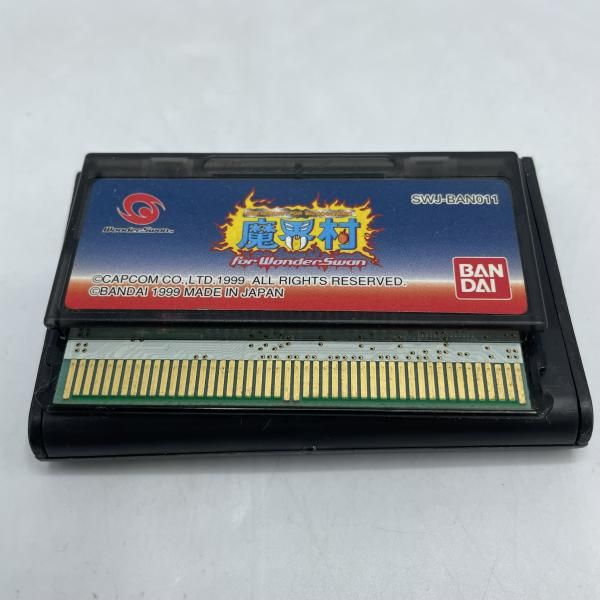 WonderSwan
SWJ-BAN011
魔界村
for WonderSwan
©CAPCOM CO., LTD.1999 ALL RIGHTS RESERVED.
©BANDAI 1999 MADE IN JAPAN
BAN
DAI